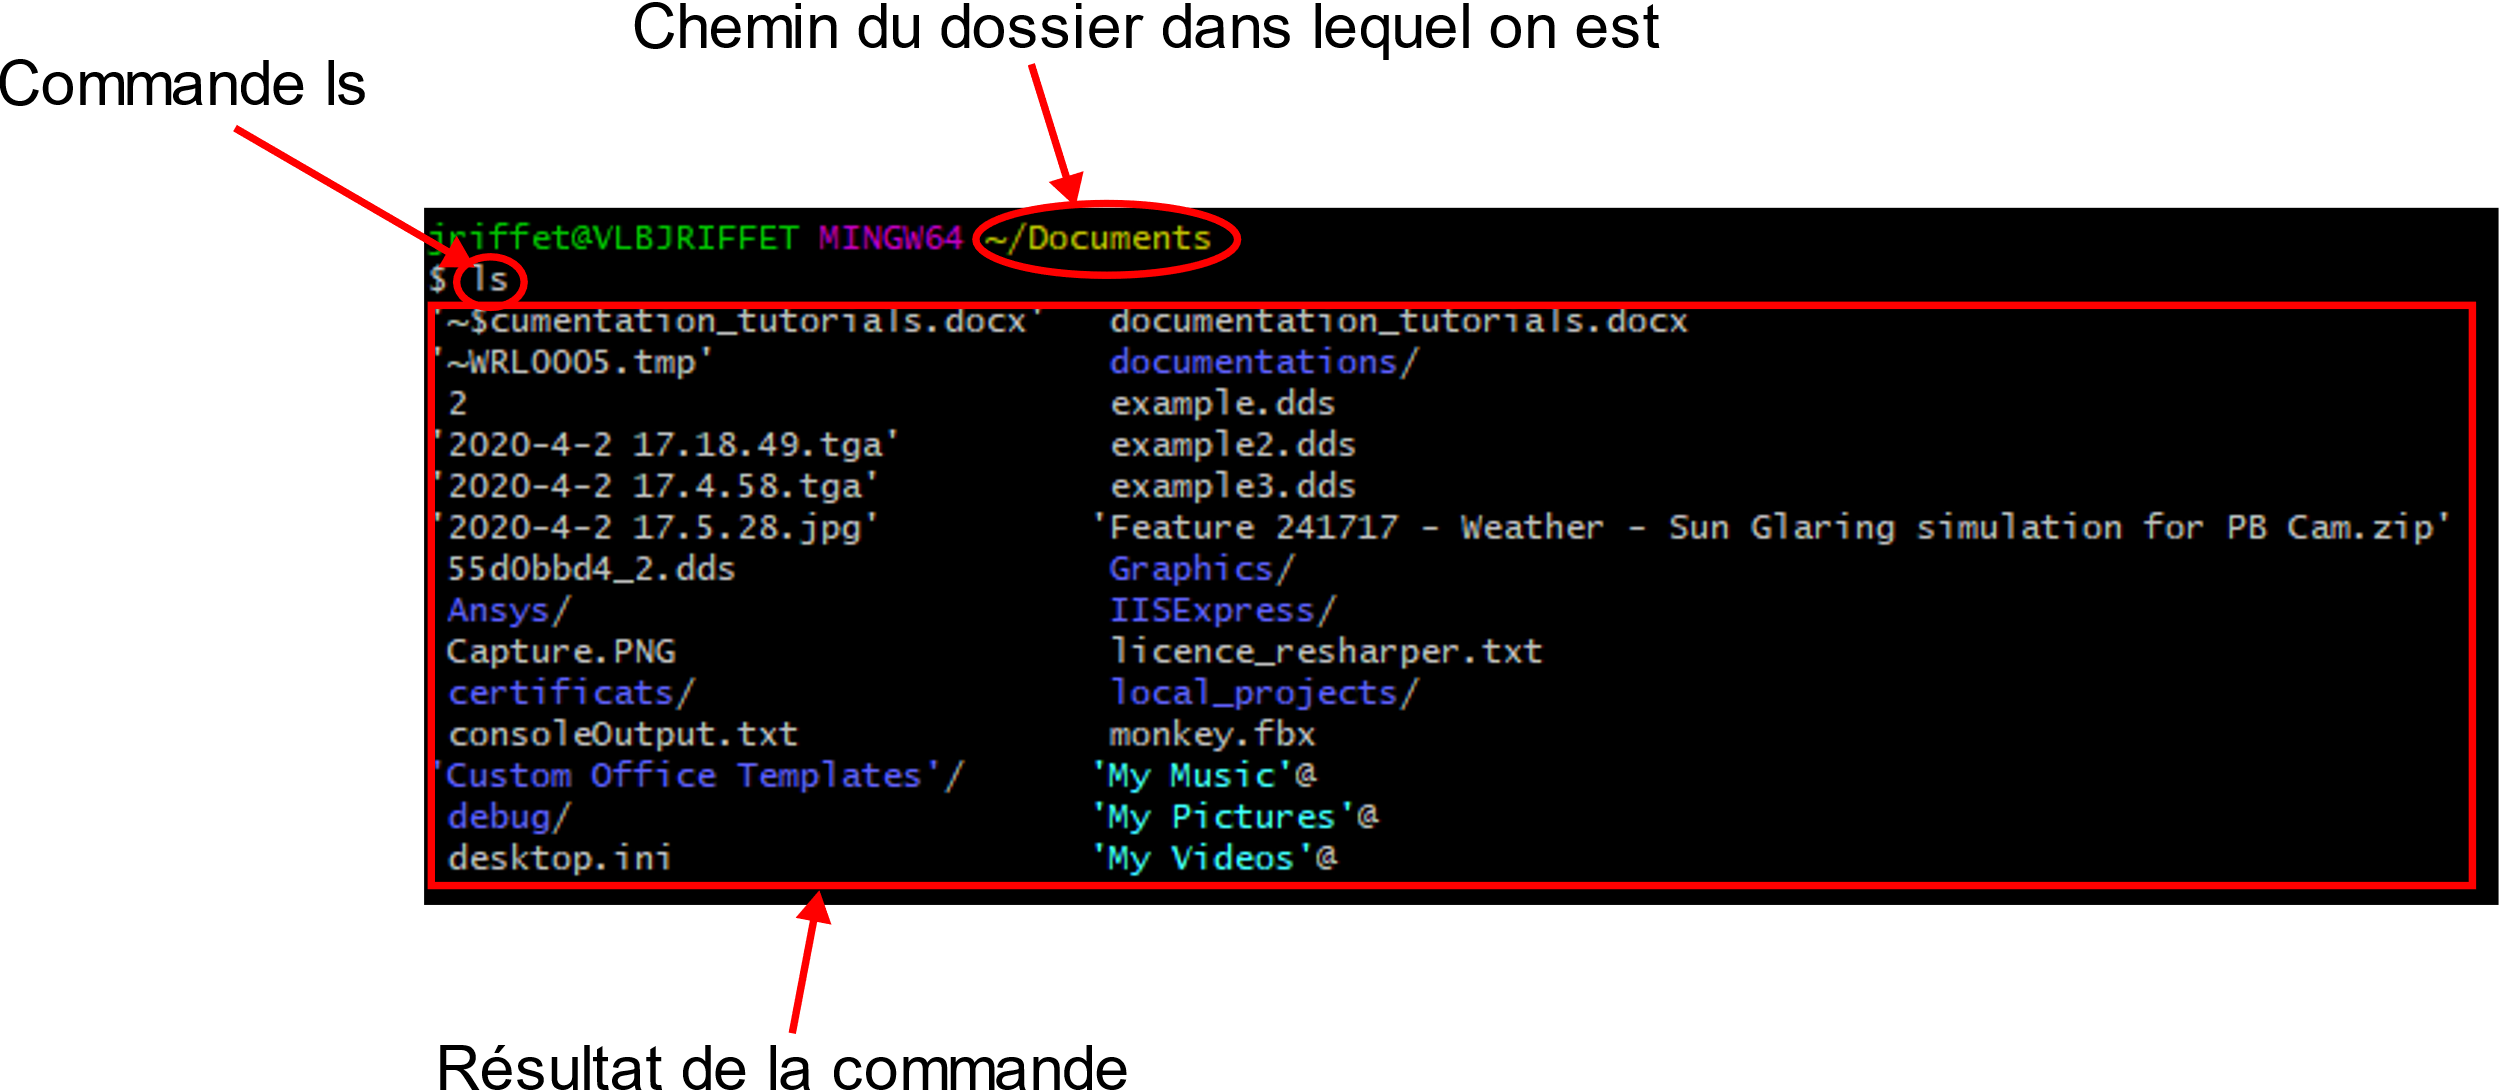 Chemin du dossier dans lequel on est
Commande ls
jriffet@VLBJRIFFET MINGW64 ~/Documents
$ ls
'~$cumentation_tutorials.docx' documentation_tutorials.docx
'~WRL0005.tmp' documentations/
2 example.dds
'2020-4-2 17.18.49.tga' example2.dds
'2020-4-2 17.4.58.tga' example3.dds
'2020-4-2 17.5.28.jpg' 'Feature 241717 - Weather - Sun Glaring simulation for PB Cam.zip'
55d0bbd4_2.dds Graphics/
Ansys/ IISExpress/
Capture.PNG licence_resharper.txt
certificats/ local_projects/
consoleOutput.txt monkey.fbx
'Custom Office Templates'/ 'My Music'@
debug/ 'My Pictures'@
desktop.ini 'My Videos'@
Résultat de la commande